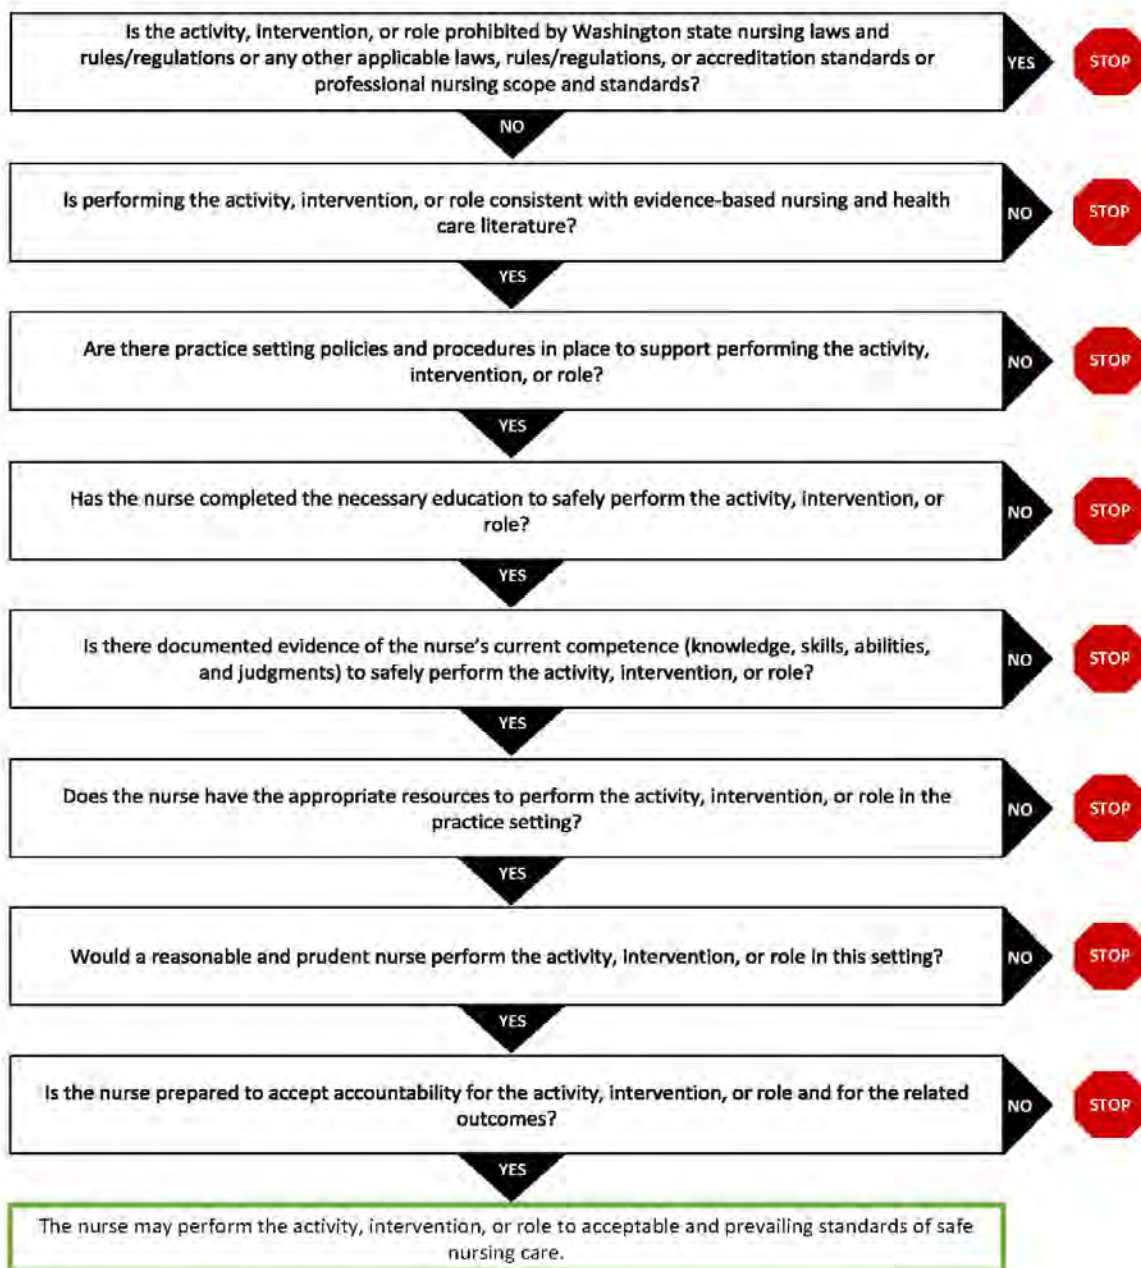 Is the activity, intervention, or role prohibited by Washington state nursing laws and
rules/regulations or any other applicable laws, rules/regulations, or accreditation standards or
professional nursing scope and standards?
YES
STOP
NO
Is performing the activity, intervention, or role consistent with evidence-based nursing and health
care literature?
NO
STOP
YES
Are there practice setting policies and procedures in place to support performing the activity,
intervention, or role?
NO
STOP
YES
Has the nurse completed the necessary education to safely perform the activity, intervention, or
role?
NO
STOP
YES
Is there documented evidence of the nurse's current competence (knowledge, skills, abilities,
and judgments) to safely perform the activity, intervention, or role?
NO
STOP
YES
Does the nurse have the appropriate resources to perform the activity, intervention, or role in the
practice setting?
NO
STOP
YES
Would a reasonable and prudent nurse perform the activity, intervention, or role in this setting?
NO
STOP
YES
Is the nurse prepared to accept accountability for the activity, intervention, or role and for the related
outcomes?
NO
STOP
YES
The nurse may perform the activity, intervention, or role to acceptable and prevailing standards of safe
nursing care.